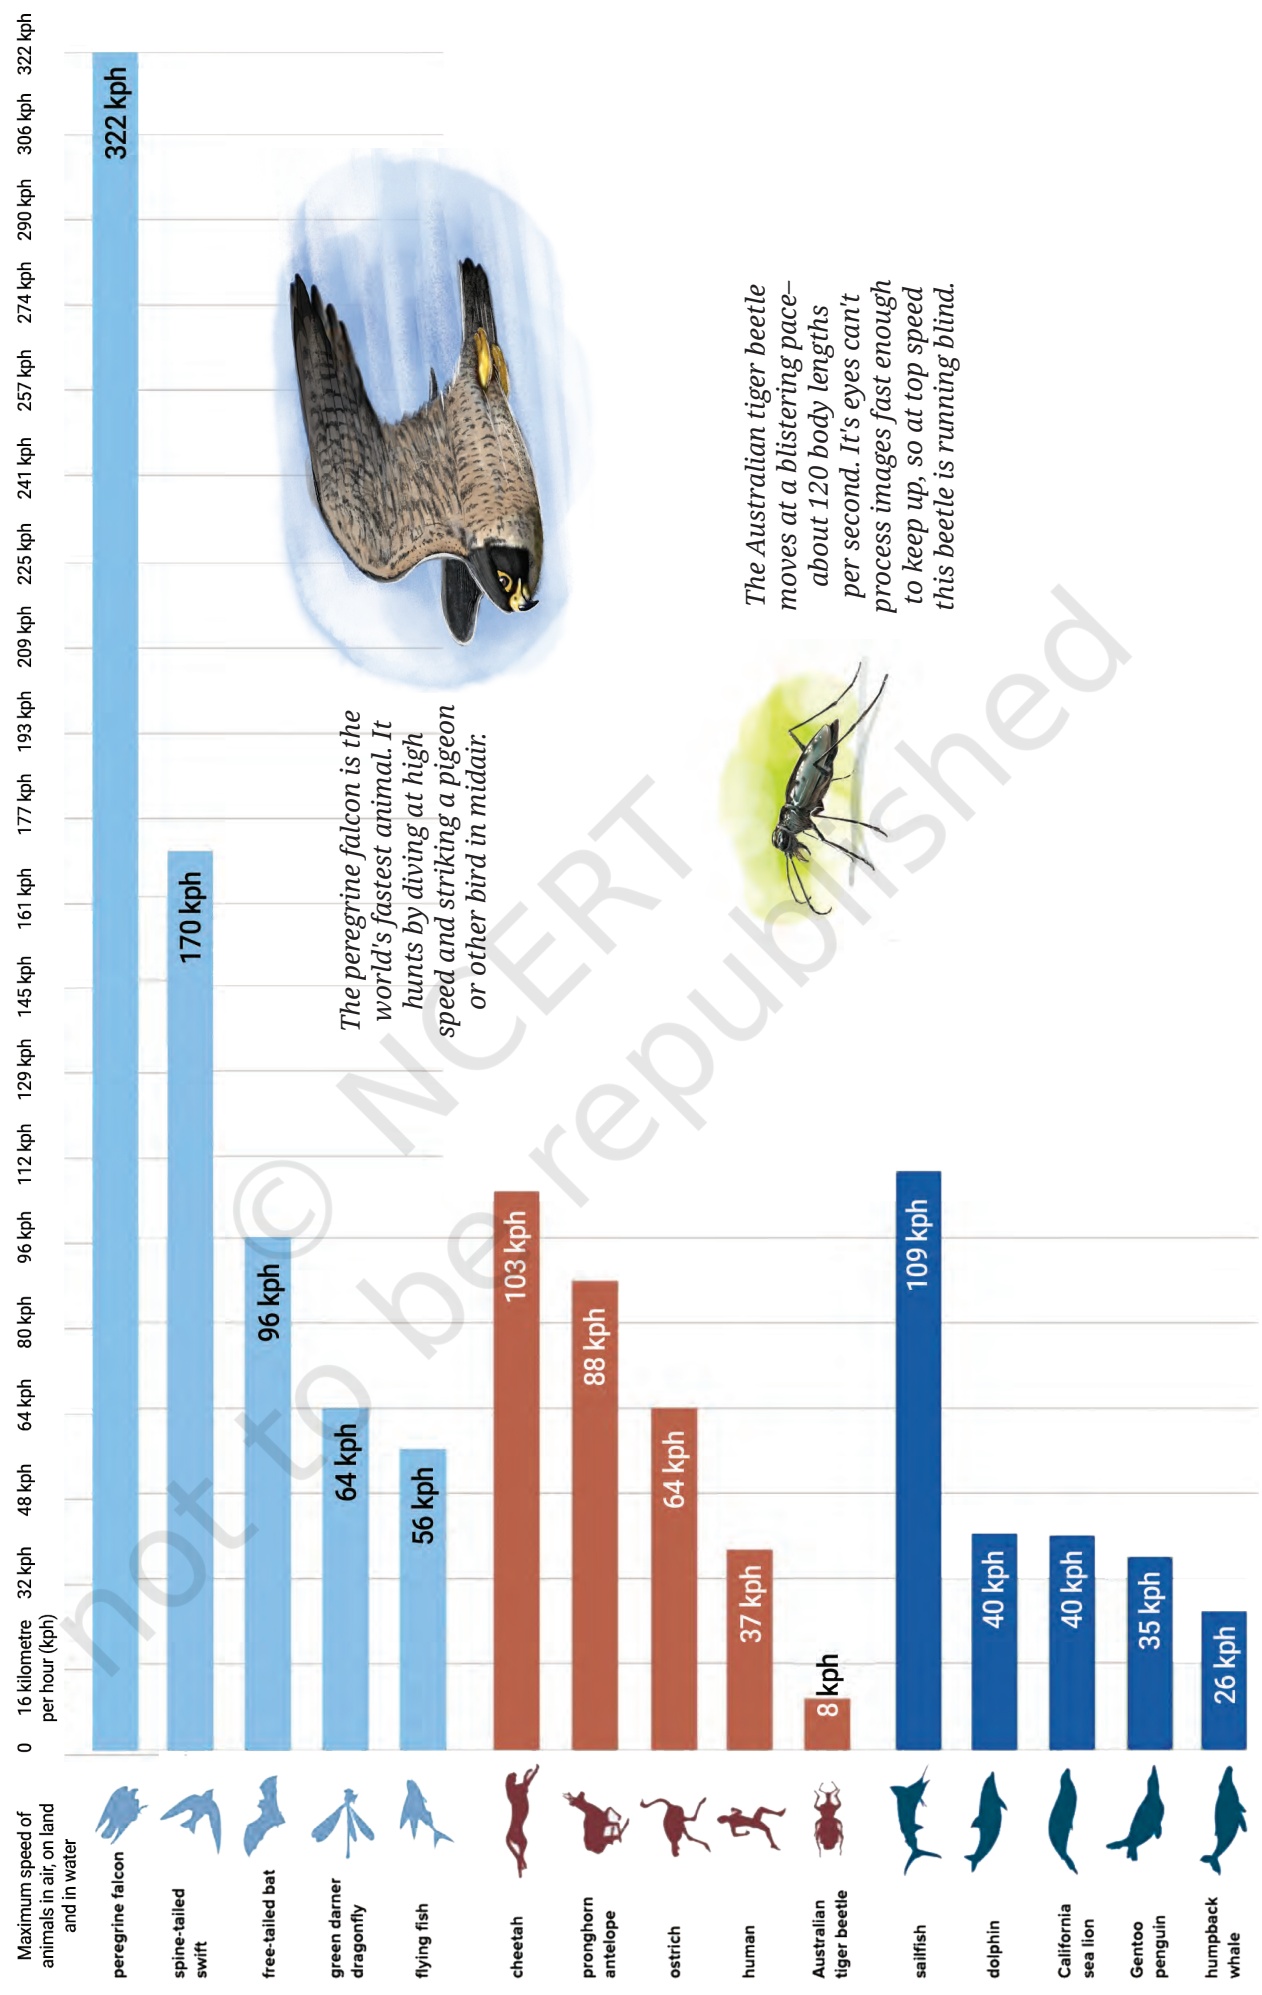 Maximum speed of
animals in air, on land
and in water
0
16 kilometre
per hour (kph)
32 kph
48 kph
64 kph
80 kph
96 kph
112 kph
129 kph
145 kph
161 kph
177 kph
193 kph
209 kph
225 kph
241 kph
257 kph
274 kph
290 kph
306 kph
322 kph
peregrine falcon
322 kph
spine-tailed
swift
170 kph
free-tailed bat
96 kph
green darner
dragonfly
64 kph
flying fish
56 kph
The peregrine falcon is the
world's fastest animal. It
hunts by diving at high
speed and striking a pigeon
or other bird in midair.
cheetah
103 kph
pronghorn
antelope
88 kph
ostrich
64 kph
human
37 kph
Australian
tiger beetle
8 kph
The Australian tiger beetle
moves at a blistering pace–
about 120 body lengths
per second. It's eyes can't
process images fast enough
to keep up, so at top speed
this beetle is running blind.
sailfish
109 kph
dolphin
40 kph
California
sea lion
40 kph
Gentoo
penguin
35 kph
humpback
whale
26 kph
© NCERT
not to be republished